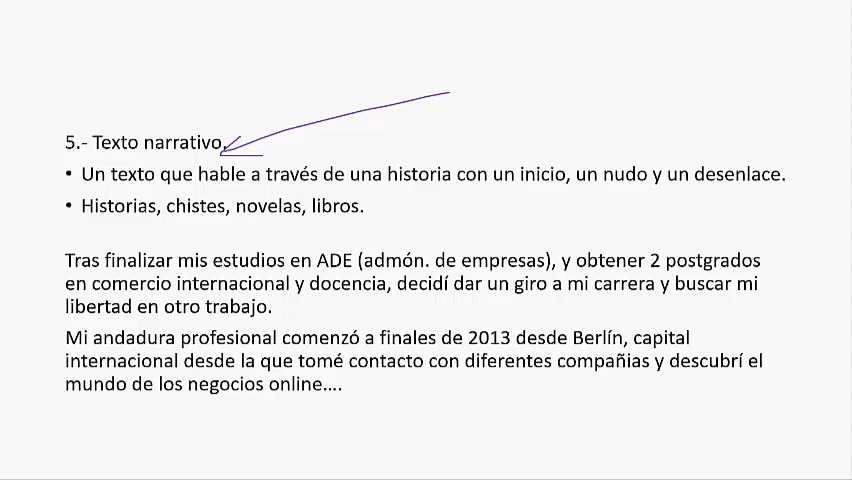 5.- Texto narrativo.
• Un texto que hable a través de una historia con un inicio, un nudo y un desenlace.
• Historias, chistes, novelas, libros.
Tras finalizar mis estudios en ADE (admón. de empresas), y obtener 2 postgrados
en comercio internacional y docencia, decidí dar un giro a mi carrera y buscar mi
libertad en otro trabajo.
Mi andadura profesional comenzó a finales de 2013 desde Berlín, capital
internacional desde la que tomé contacto con diferentes compañias y descubrí el
mundo de los negocios online....